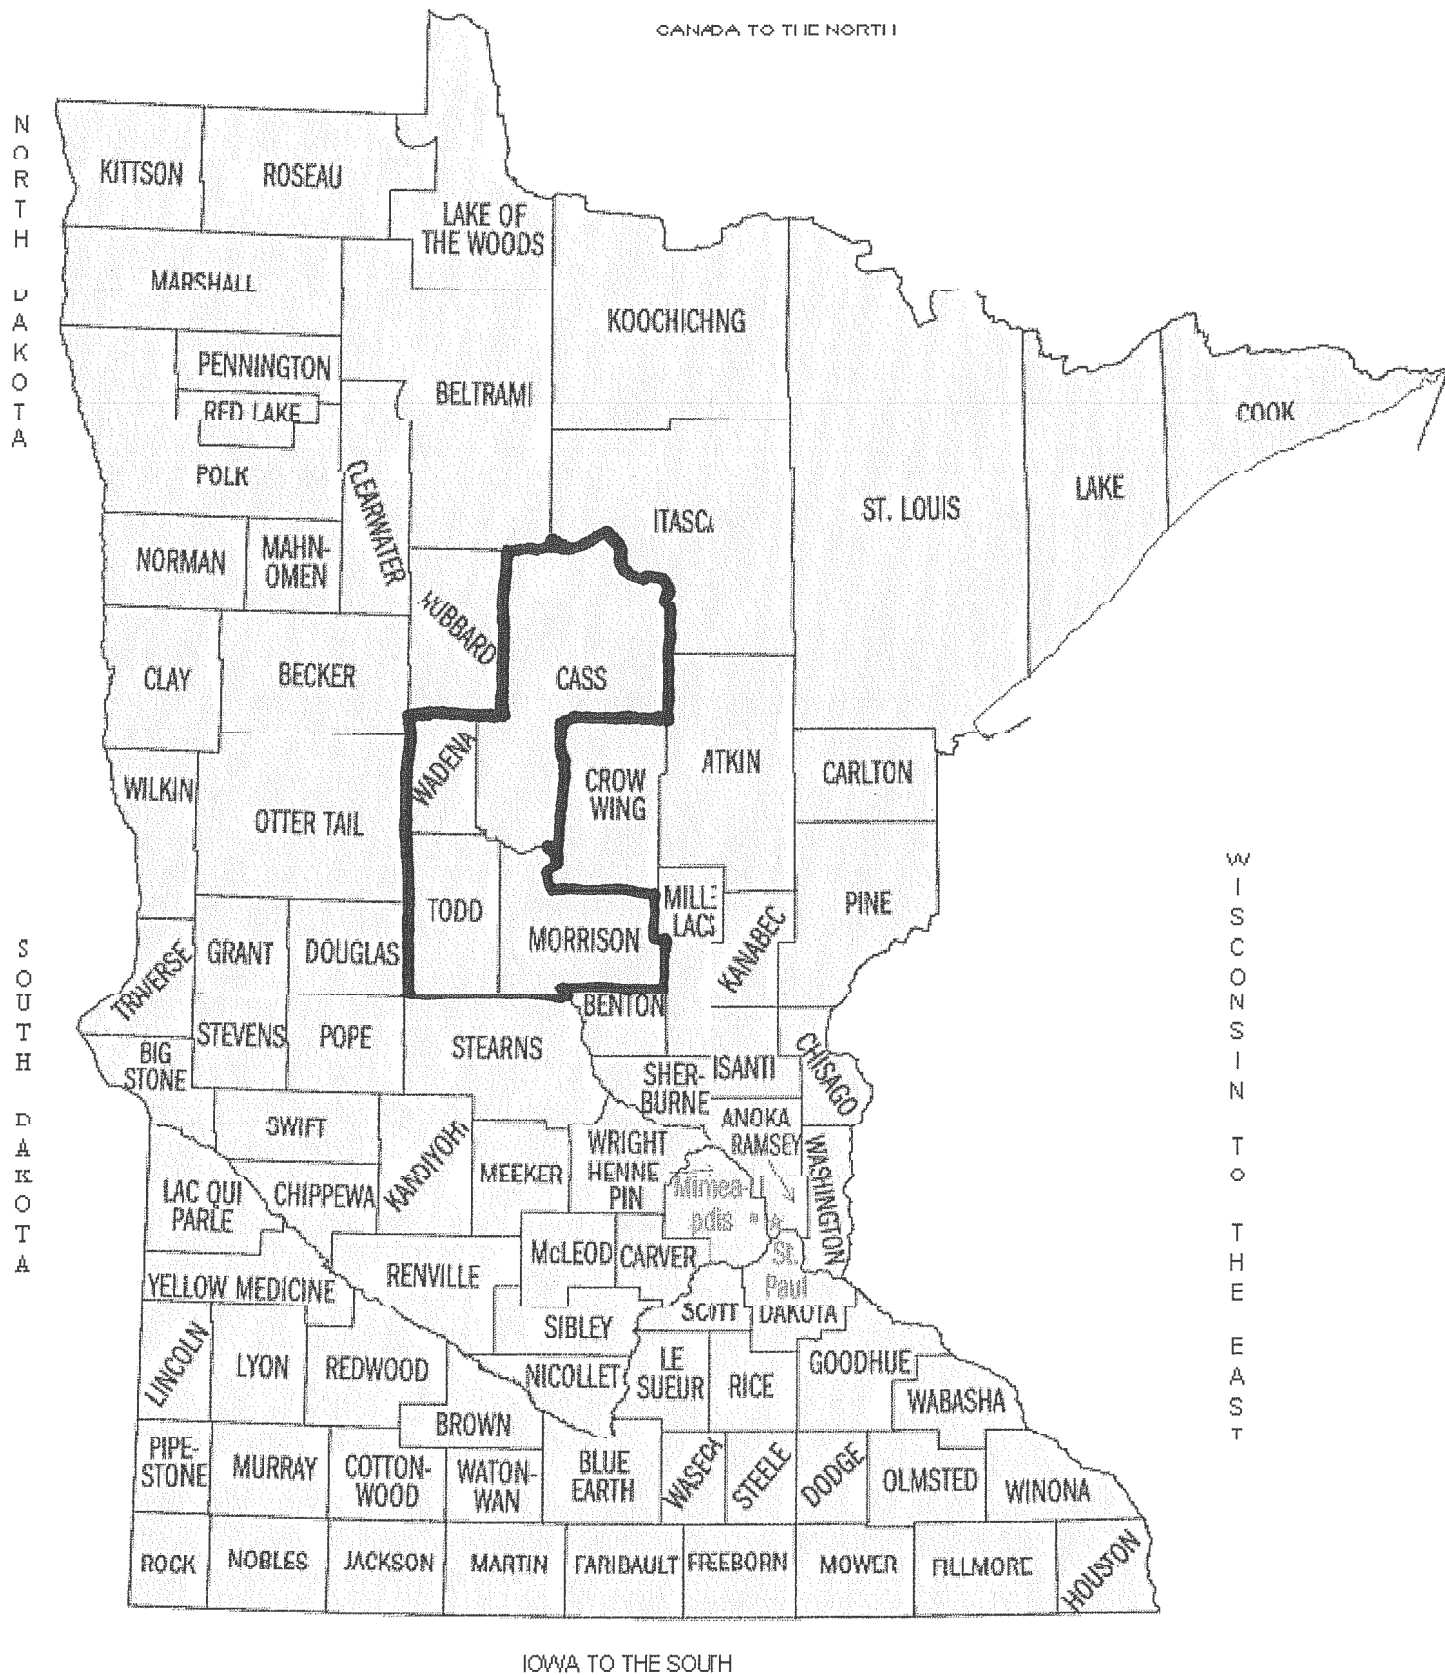 CANADA TO THE NORTH
NORTH DAKOTA
KITTSON
ROSEAU
LAKE OF
THE WOODS
MARSHALL
KOOCHICHNG
PENNINGTON
BELTRAMI
RED LAKE
COOK
POLK
CLEARWATER
LAKE
ST. LOUIS
ITASCA
NORMAN
MAHN-
OMEN
HUBBARD
CLAY
BECKER
CASS
WADENA
ATKIN
CARLTON
CROW
WING
WILKIN
OTTER TAIL
WISCONSIN TO THE EAST
MILLE
LACS
PINE
TODD
MORRISON
KANABEC
SOUTH DAKOTA
GRANT
DOUGLAS
TRAVERSE
BENTON
STEVENS
POPE
STEARNS
BIG
STONE
ISANTI
CHISAGO
SHER-
BURNE
ANOKA
SWIFT
RAMSEY
WRIGHT
KANDIYOHI
MEEKER
HENNE
PIN
WASHINGTON
LAC QUI
PARLE
CHIPPEWA
St.
Paul
McLEOD
CARVER
RENVILLE
YELLOW MEDICINE
SCOTT
DAKOTA
SIBLEY
LINCOLN
LYON
REDWOOD
NICOLLET
LE
SUEUR
RICE
GOODHUE
WABASHA
BROWN
PIPE-
STONE
MURRAY
COTTON-
WOOD
WATON-
WAN
BLUE
EARTH
WASECA
STEELE
DODGE
OLMSTED
WINONA
ROCK
NOBLES
JACKSON
MARTIN
FARIBAULT
FREEBORN
MOWER
FILLMORE
HOUSTON
IOWA TO THE SOUTH